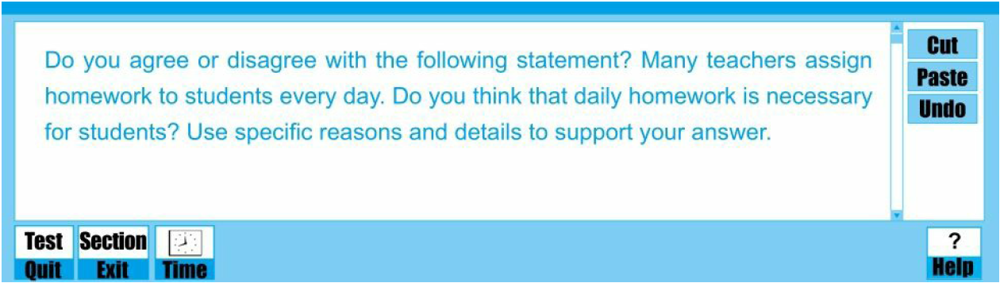 Do you agree or disagree with the following statement? Many teachers assign
homework to students every day. Do you think that daily homework is necessary
for students? Use specific reasons and details to support your answer.
Cut
Paste
Undo
Test
Quit
Section
Exit
Time
?
Help